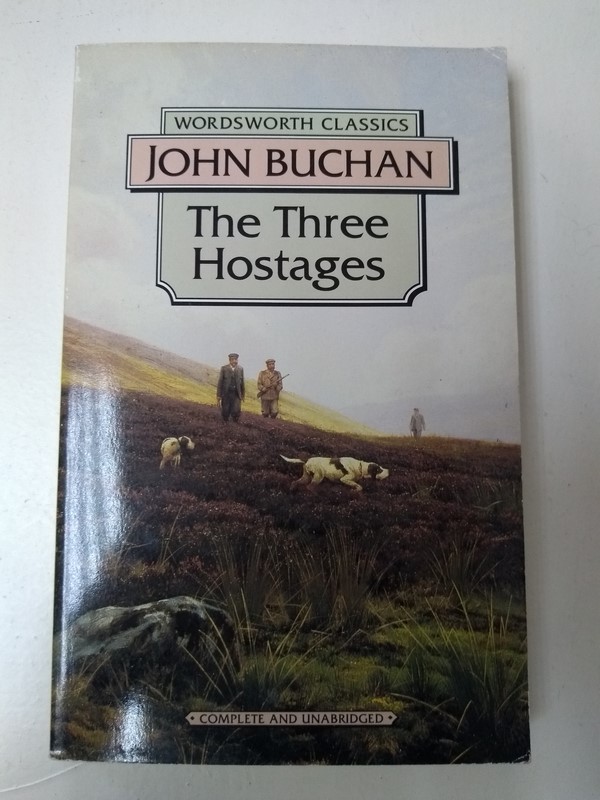 WORDSWORTH CLASSICS
JOHN BUCHAN
The Three
Hostages
• COMPLETE AND UNABRIDGED •